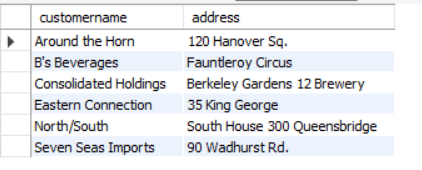 customername address
Around the Horn 120 Hanover Sq.
B's Beverages Fauntleroy Circus
Consolidated Holdings Berkeley Gardens 12 Brewery
Eastern Connection 35 King George
North/South South House 300 Queensbridge
Seven Seas Imports 90 Wadhurst Rd.